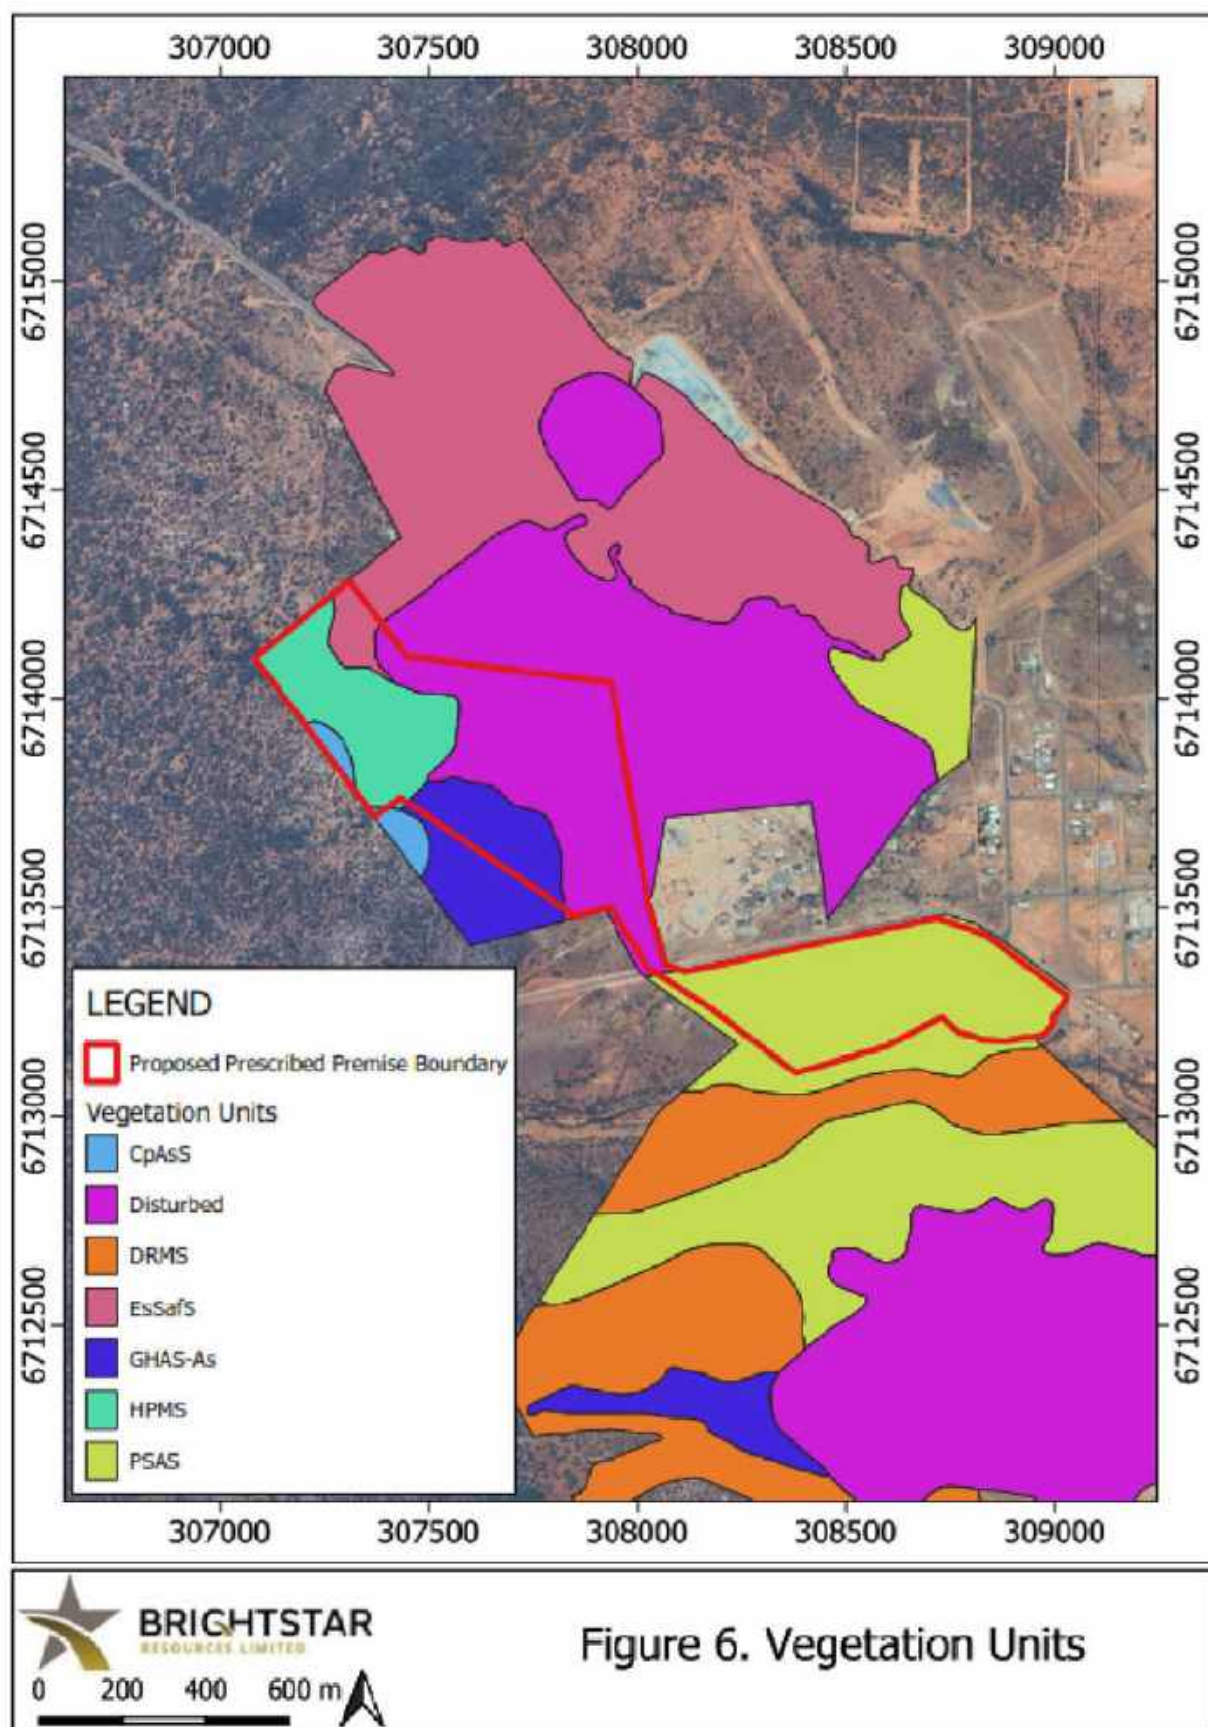 307000 307500 308000 308500 309000
6715000 6715000
6714500 6714500
6714000 6714000
6713500 6713500
6713000 6713000
6712500 6712500
LEGEND
Proposed Prescribed Premise Boundary
Vegetation Units
CpAsS
Disturbed
DRMS
EsSafS
GHAS-As
HPMS
PSAS
307000 307500 308000 308500 309000
BRIGHTSTAR
RESOURCES LIMITED
Figure 6. Vegetation Units
0 200 400 600 m